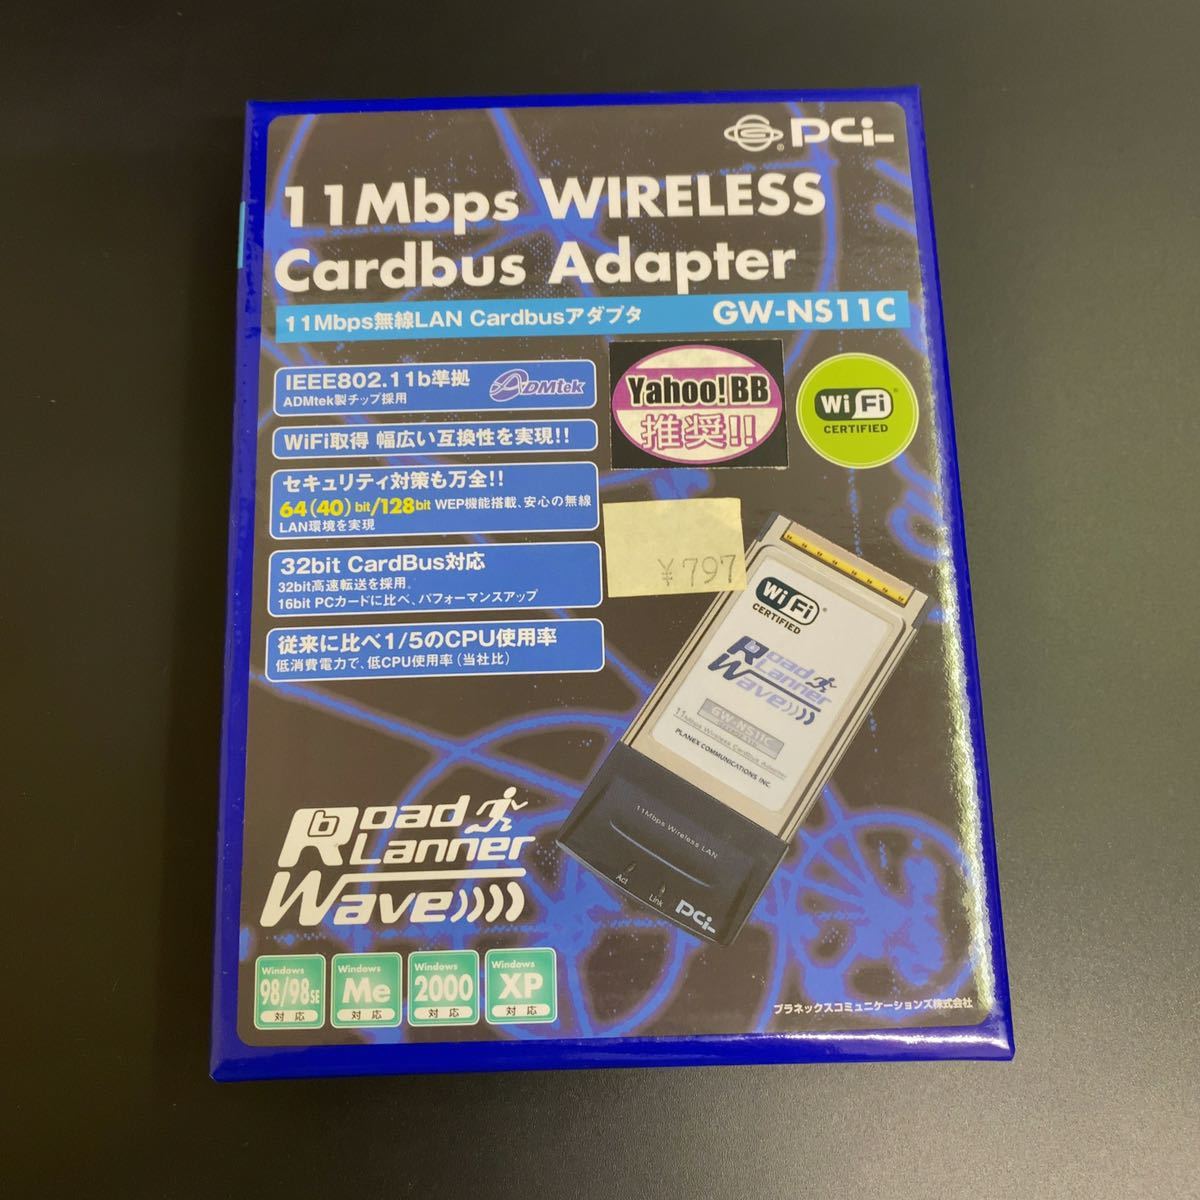 PCi
11Mbps WIRELESS
Cardbus Adapter
11Mbps無線LAN Cardbusアダプタ
GW-NS11C
IEEE802.11b準拠
ADMtek製チップ採用
ADMtek
Yahoo!BB
推奨!!
Wi Fi
CERTIFIED
WiFi取得 幅広い互換性を実現!!
セキュリティ対策も万全!!
64(40)bit/128bit WEP機能搭載、安心の無線
LAN環境を実現
32bit CardBus対応
32bit高速転送を採用。
16bit PCカードに比べ、パフォーマンスアップ
従来に比べ1/5のCPU使用率
低消費電力で、低CPU使用率(当社比)
¥797
Wi Fi
CERTIFIED
Road
Lanner
Wave
GW-NS11C
11Mbps Wireless Cardbus Adapter
PLANEX COMMUNICATIONS INC.
11Mbps Wireless LAN
Act
Link
PCi
Road
Lanner
Wave
Windows
98/98SE
対応
Windows
Me
対応
Windows
2000
対応
Windows
XP
対応
プラネックスコミュニケーションズ株式会社